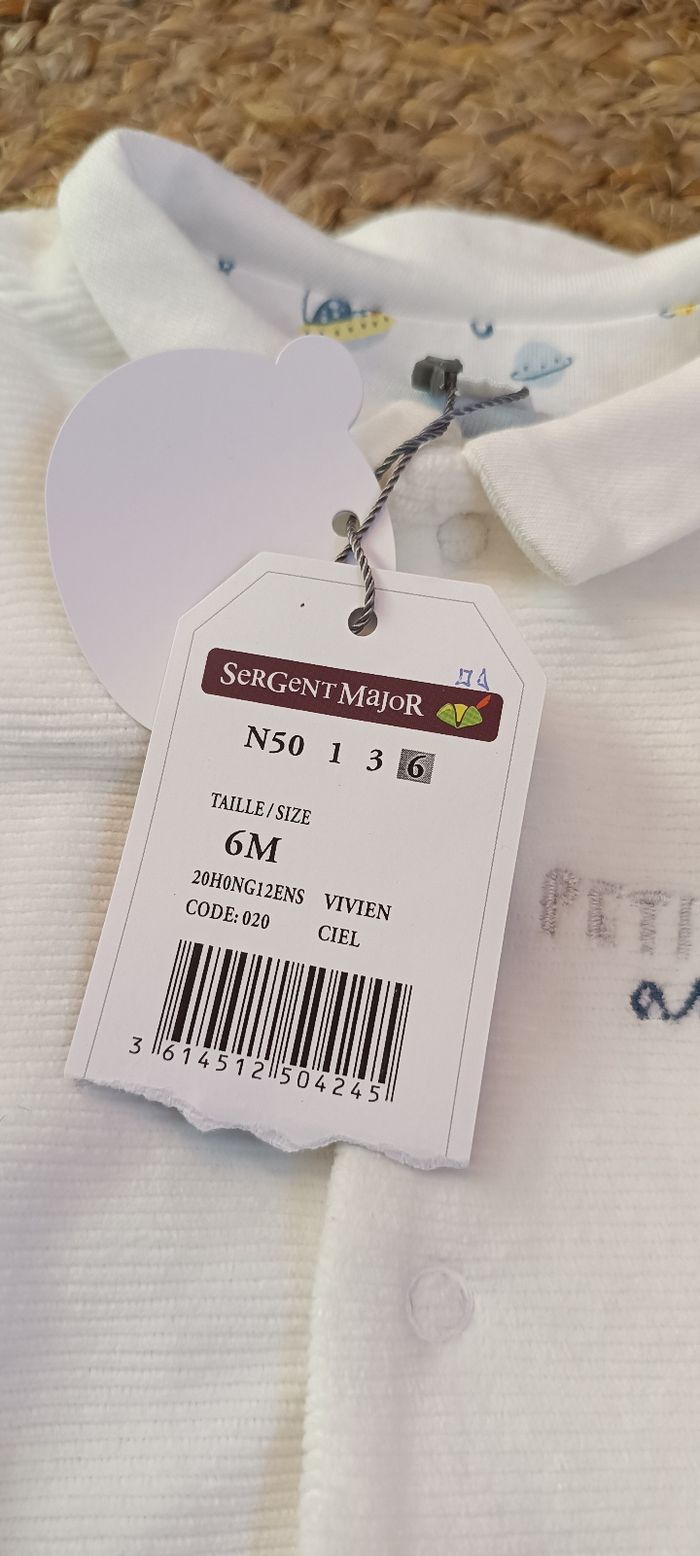 SERGENT MAJOR
N50 1 3 6
TAILLE / SIZE
6M
20H0NG12ENS VIVIEN
CODE: 020 CIEL
3 614512 504245